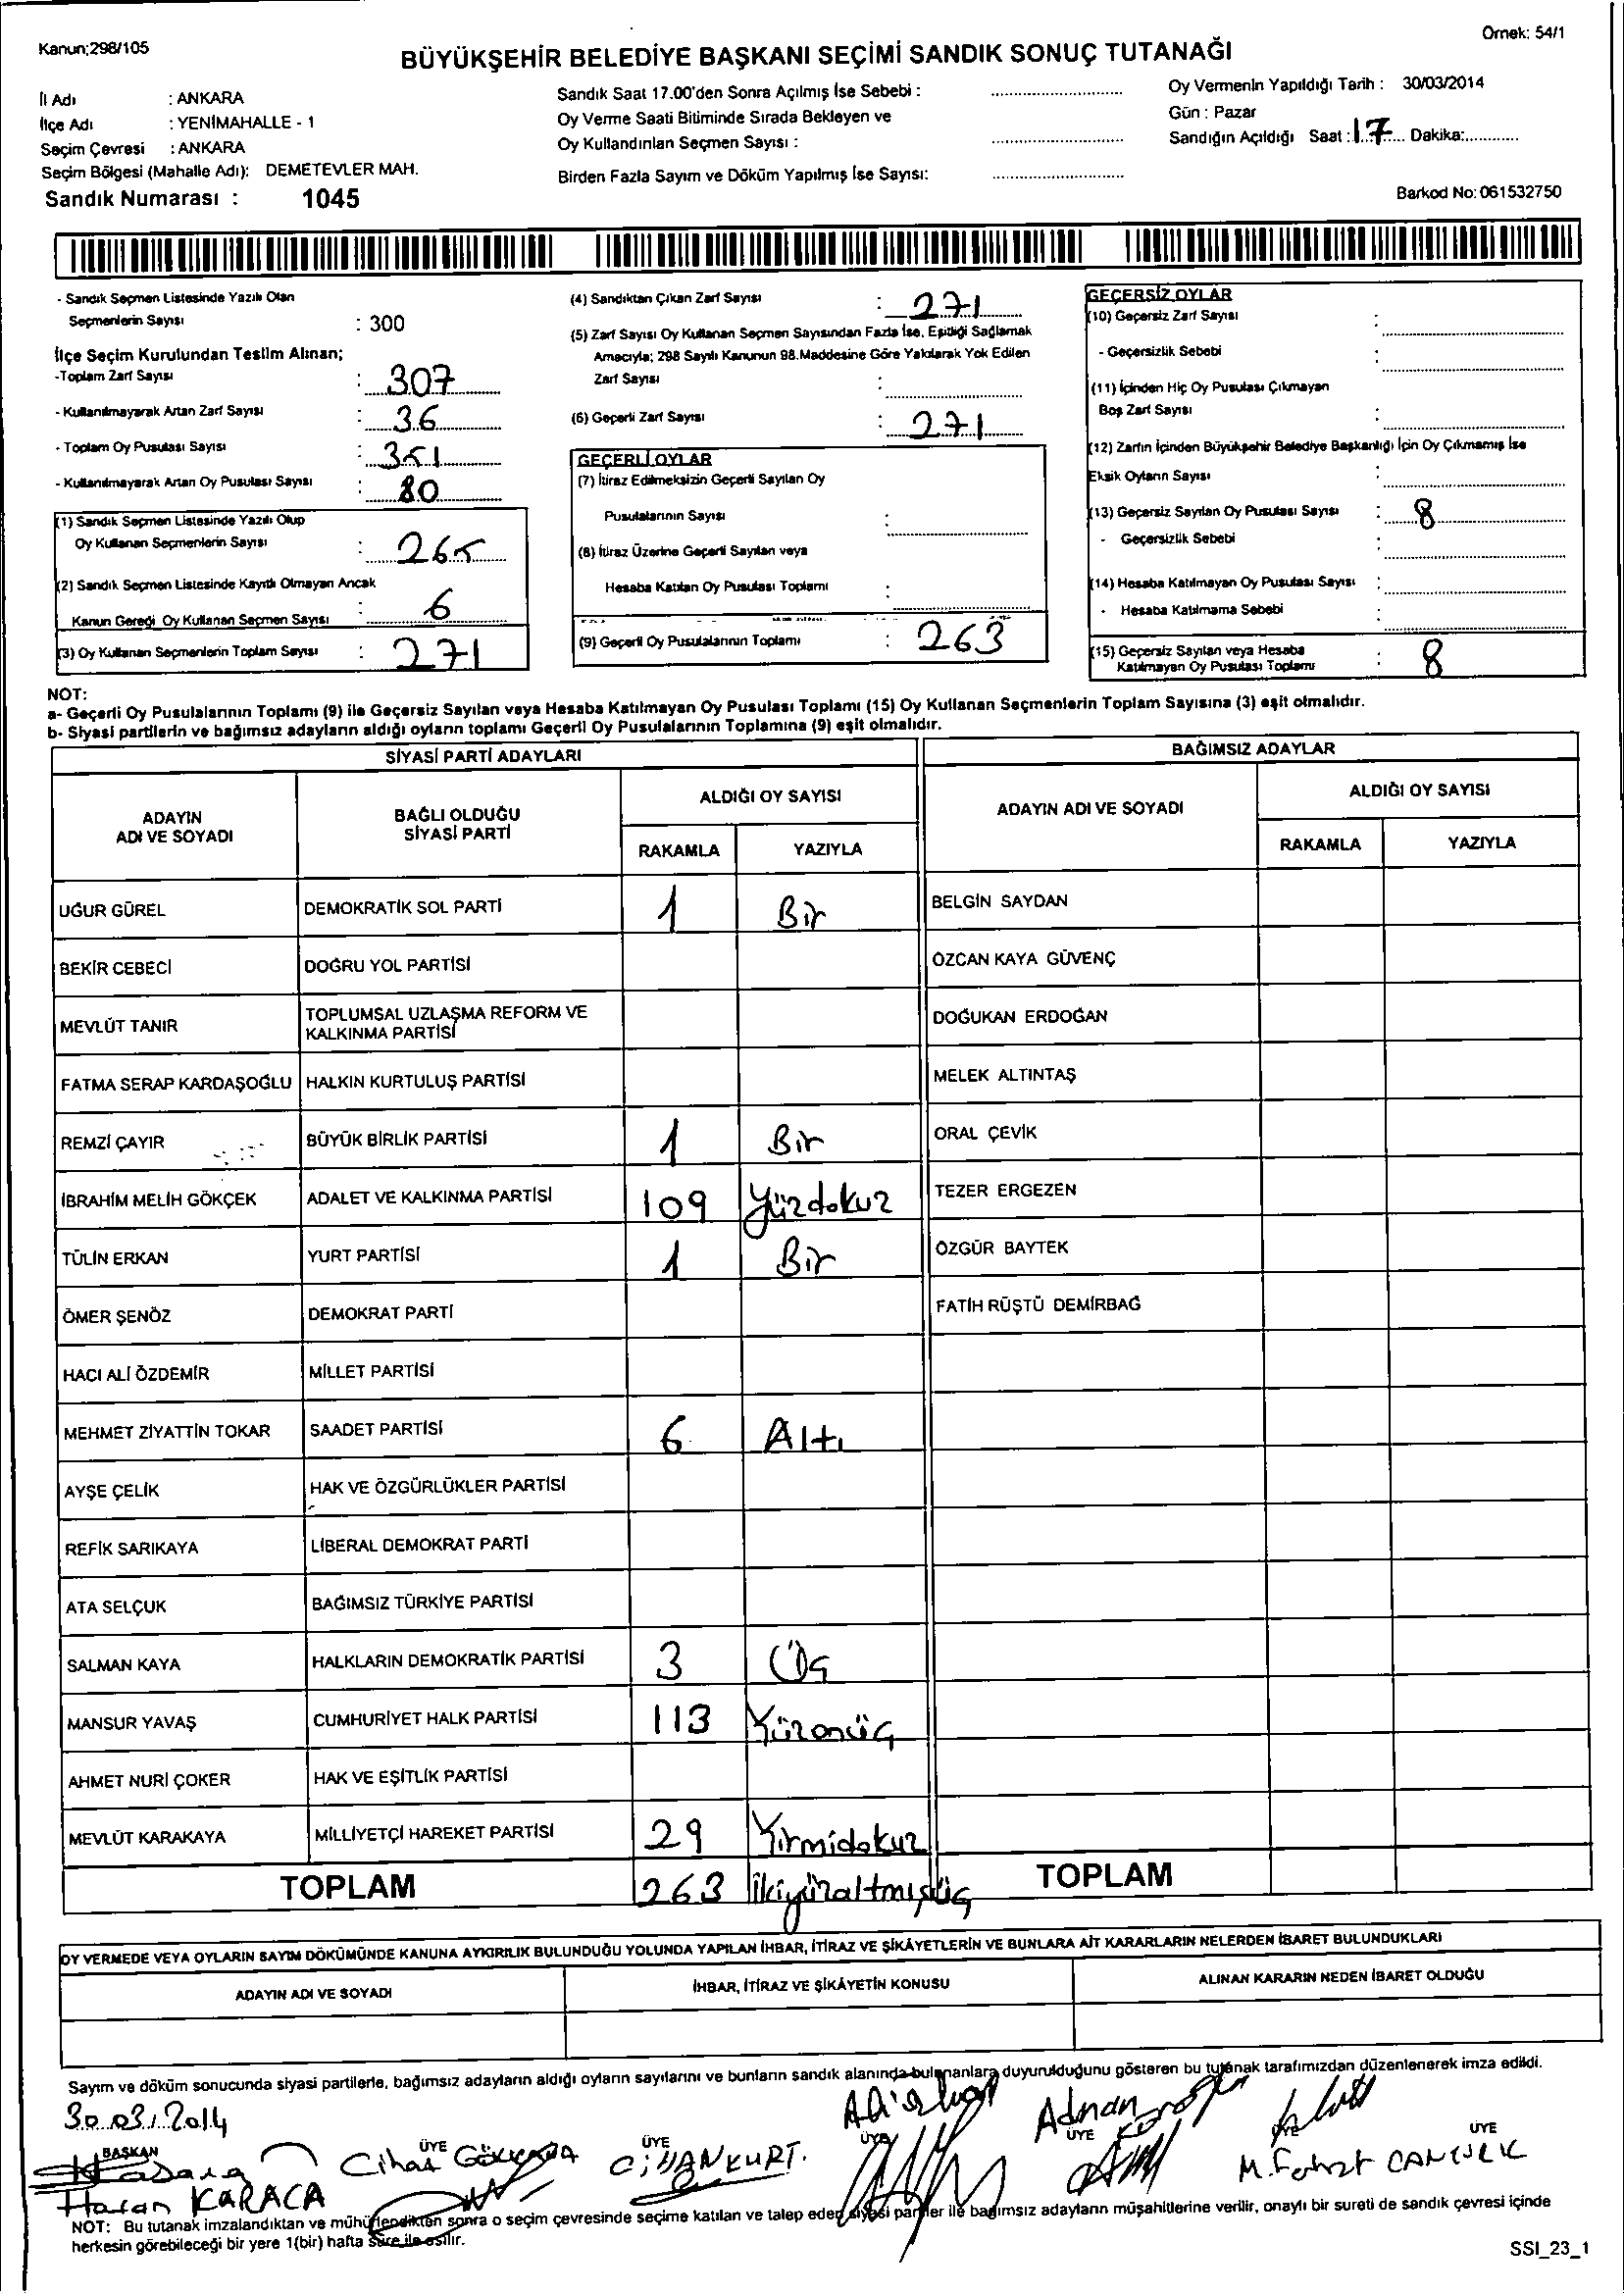 Kanun;298/105
Örnek: 54/1
BÜYÜKŞEHİR BELEDİYE BAŞKANI SEÇİMİ SANDIK SONUÇ TUTANAĞI
İl Adı : ANKARA
İlçe Adı : YENİMAHALLE - 1
Seçim Çevresi : ANKARA
Seçim Bölgesi (Mahalle Adı): DEMETEVLER MAH.
Sandık Numarası : 1045
Sandık Saat 17.00'den Sonra Açılmış İse Sebebi :
Oy Verme Saati Bitiminde Sırada Bekleyen ve
Oy Kullandırılan Seçmen Sayısı :
Birden Fazla Sayım ve Döküm Yapılmış İse Sayısı:
Oy Vermenin Yapıldığı Tarih : 30/03/2014
Gün : Pazar
Sandığın Açıldığı Saat : 17 Dakika:
Barkod No: 061532750
- Sandık Seçmen Listesinde Yazılı Olan
Seçmenlerin Sayısı : 300
İlçe Seçim Kurulundan Teslim Alınan;
-Toplam Zarf Sayısı : 307
- Kullanılmayarak Artan Zarf Sayısı : 36
- Toplam Oy Pusulası Sayısı : 351
- Kullanılmayarak Artan Oy Pusulası Sayısı : 80
(1) Sandık Seçmen Listesinde Yazılı Olup
Oy Kullanan Seçmenlerin Sayısı : 265
(2) Sandık Seçmen Listesinde Kayıtlı Olmayan Ancak
Kanun Gereği Oy Kullanan Seçmen Sayısı : 6
(3) Oy Kullanan Seçmenlerin Toplam Sayısı : 271
(4) Sandıktan Çıkan Zarf Sayısı : 271
(5) Zarf Sayısı Oy Kullanan Seçmen Sayısından Fazla İse, Eşitliği Sağlamak
Amacıyla; 298 Sayılı Kanunun 98.Maddesine Göre Yakılarak Yok Edilen
Zarf Sayısı :
(6) Geçerli Zarf Sayısı : 271
GEÇERLİ OYLAR
(7) İtiraz Edilmeksizin Geçerli Sayılan Oy
Pusulalarının Sayısı :
(8) İtiraz Üzerine Geçerli Sayılan veya
Hesaba Katılan Oy Pusulası Toplamı :
(9) Geçerli Oy Pusulalarının Toplamı : 263
GEÇERSİZ OYLAR
(10) Geçersiz Zarf Sayısı :
- Geçersizlik Sebebi :
(11) İçinden Hiç Oy Pusulası Çıkmayan
Boş Zarf Sayısı :
(12) Zarfın İçinden Büyükşehir Belediye Başkanlığı İçin Oy Çıkmamış İse
Eksik Oyların Sayısı :
(13) Geçersiz Sayılan Oy Pusulası Sayısı : 8
- Geçersizlik Sebebi :
(14) Hesaba Katılmayan Oy Pusulası Sayısı :
- Hesaba Katılmama Sebebi :
(15) Geçersiz Sayılan veya Hesaba
Katılmayan Oy Pusulası Toplamı : 8
NOT:
a- Geçerli Oy Pusulalarının Toplamı (9) ile Geçersiz Sayılan veya Hesaba Katılmayan Oy Pusulası Toplamı (15) Oy Kullanan Seçmenlerin Toplam Sayısına (3) eşit olmalıdır.
b- Siyasi partilerin ve bağımsız adayların aldığı oyların toplamı Geçerli Oy Pusulalarının Toplamına (9) eşit olmalıdır.
SİYASİ PARTİ ADAYLARI
BAĞIMSIZ ADAYLAR
ADAYIN
ADI VE SOYADI
BAĞLI OLDUĞU
SİYASİ PARTİ
ALDIĞI OY SAYISI
RAKAMLA YAZIYLA
ADAYIN ADI VE SOYADI
ALDIĞI OY SAYISI
RAKAMLA YAZIYLA
UĞUR GÜREL DEMOKRATİK SOL PARTİ 1 Bir BELGİN SAYDAN
BEKİR CEBECİ DOĞRU YOL PARTİSİ ÖZCAN KAYA GÜVENÇ
MEVLÜT TANIR TOPLUMSAL UZLAŞMA REFORM VE
KALKINMA PARTİSİ DOĞUKAN ERDOĞAN
FATMA SERAP KARDAŞOĞLU HALKIN KURTULUŞ PARTİSİ MELEK ALTINTAŞ
REMZİ ÇAYIR BÜYÜK BİRLİK PARTİSİ 1 Bir ORAL ÇEVİK
İBRAHİM MELİH GÖKÇEK ADALET VE KALKINMA PARTİSİ 109 Yüzdokuz TEZER ERGEZEN
TÜLİN ERKAN YURT PARTİSİ 1 Bir ÖZGÜR BAYTEK
ÖMER ŞENÖZ DEMOKRAT PARTİ FATİH RÜŞTÜ DEMİRBAĞ
HACI ALİ ÖZDEMİR MİLLET PARTİSİ
MEHMET ZİYATTİN TOKAR SAADET PARTİSİ 6 Altı
AYŞE ÇELİK HAK VE ÖZGÜRLÜKLER PARTİSİ
REFİK SARIKAYA LİBERAL DEMOKRAT PARTİ
ATA SELÇUK BAĞIMSIZ TÜRKİYE PARTİSİ
SALMAN KAYA HALKLARIN DEMOKRATİK PARTİSİ 3 Üç
MANSUR YAVAŞ CUMHURİYET HALK PARTİSİ 113 Yüzonüç
AHMET NURİ ÇOKER HAK VE EŞİTLİK PARTİSİ
MEVLÜT KARAKAYA MİLLİYETÇİ HAREKET PARTİSİ 29 Yirmidokuz
TOPLAM 263 İkiyüzaltmışüç TOPLAM
OY VERMEDE VEYA OYLARIN SAYIM DÖKÜMÜNDE KANUNA AYKIRILIK BULUNDUĞU YOLUNDA YAPILAN İHBAR, İTİRAZ VE ŞİKÂYETLERİN VE BUNLARA AİT KARARLARIN NELERDEN İBARET BULUNDUKLARI
ADAYIN ADI VE SOYADI İHBAR, İTİRAZ VE ŞİKÂYETİN KONUSU ALINAN KARARIN NEDEN İBARET OLDUĞU
Sayım ve döküm sonucunda siyasi partilerle, bağımsız adayların aldığı oyların sayılarını ve bunların sandık alanında bulunanlara duyurulduğunu gösteren bu tutanak tarafımızdan düzenlenerek imza edildi.
30.03.2014
BAŞKAN ÜYE ÜYE ÜYE ÜYE ÜYE ÜYE
Hasan KARACA
Cihat
CİHAN KURT.
Adnan
M.
NOT: Bu tutanak imzalandıktan ve mühürlendikten sonra o seçim çevresinde seçime katılan ve talep eden siyasi partiler ile bağımsız adayların müşahitlerine verilir, onaylı bir sureti de sandık çevresi içinde
herkesin görebileceği bir yere 1(bir) hafta süre ile asılır.
SSI_23_1